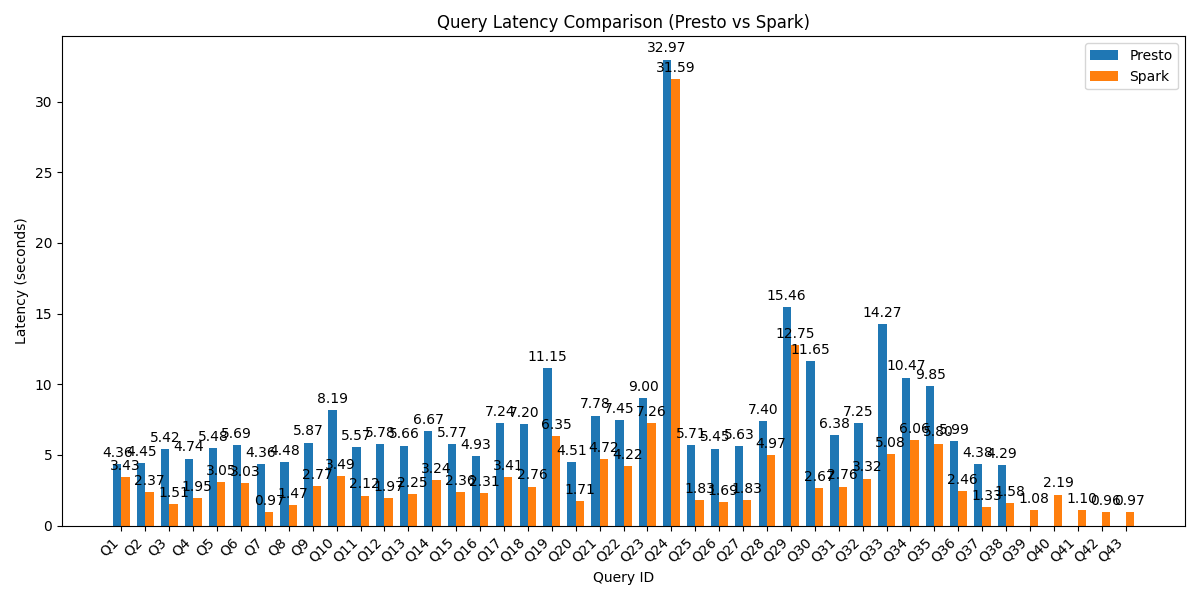 Query Latency Comparison (Presto vs Spark)
Presto
Spark
Latency (seconds)
30
25
20
15
10
5
0
4.36
3.43
4.45
2.37
5.42
1.51
4.74
1.95
5.48
3.05
5.69
3.03
4.36
0.97
4.48
1.47
5.87
2.77
8.19
3.49
5.57
2.12
5.78
1.97
5.66
2.25
6.67
3.24
5.77
2.36
4.93
2.31
7.24
3.41
7.20
2.76
11.15
6.35
4.51
1.71
7.78
4.72
7.45
4.22
9.00
7.26
32.97
31.59
5.71
1.83
5.45
1.69
5.63
1.83
7.40
4.97
15.46
12.75
11.65
2.67
6.38
2.76
7.25
3.32
14.27
5.08
10.47
6.06
9.85
5.80
5.99
2.46
4.38
1.33
4.29
1.58
1.08
2.19
1.10
0.96
0.97
Q1
Q2
Q3
Q4
Q5
Q6
Q7
Q8
Q9
Q10
Q11
Q12
Q13
Q14
Q15
Q16
Q17
Q18
Q19
Q20
Q21
Q22
Q23
Q24
Q25
Q26
Q27
Q28
Q29
Q30
Q31
Q32
Q33
Q34
Q35
Q36
Q37
Q38
Q39
Q40
Q41
Q42
Q43
Query ID